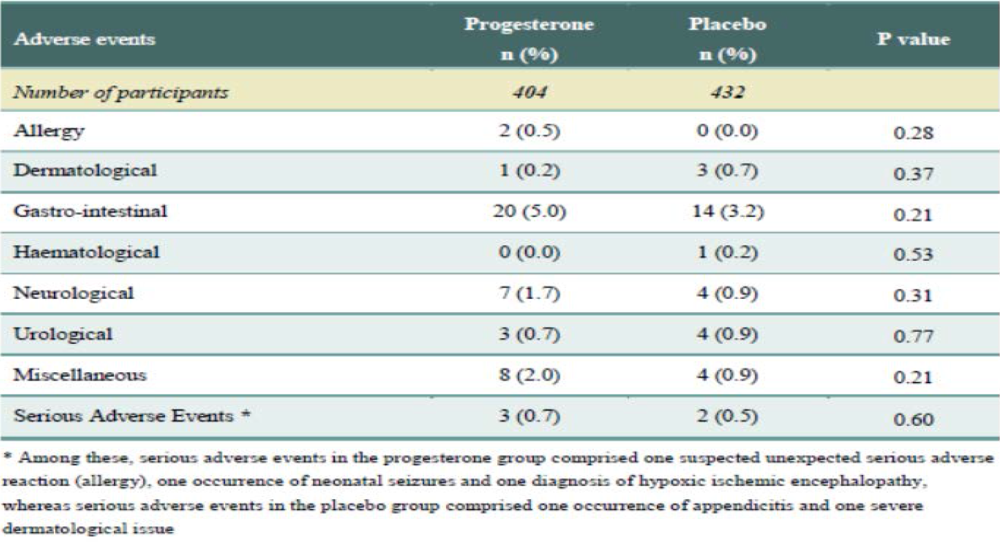 Adverse events Progesterone n (%) Placebo n (%) P value
Number of participants 404 432
Allergy 2 (0.5) 0 (0.0) 0.28
Dermatological 1 (0.2) 3 (0.7) 0.37
Gastro-intestinal 20 (5.0) 14 (3.2) 0.21
Haematological 0 (0.0) 1 (0.2) 0.53
Neurological 7 (1.7) 4 (0.9) 0.31
Urological 3 (0.7) 4 (0.9) 0.77
Miscellaneous 8 (2.0) 4 (0.9) 0.21
Serious Adverse Events * 3 (0.7) 2 (0.5) 0.60
* Among these, serious adverse events in the progesterone group comprised one suspected unexpected serious adverse
reaction (allergy), one occurrence of neonatal seizures and one diagnosis of hypoxic ischemic encephalopathy,
whereas serious adverse events in the placebo group comprised one occurrence of appendicitis and one severe
dermatological issue